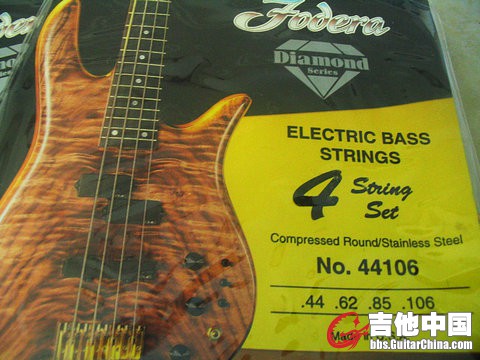 Fodera
Diamond
Series
ELECTRIC BASS
STRINGS
4 String
Set
Compressed Round/Stainless Steel
No. 44106
.44 .62 .85 .106
吉他中国
bbs.GuitarChina.com